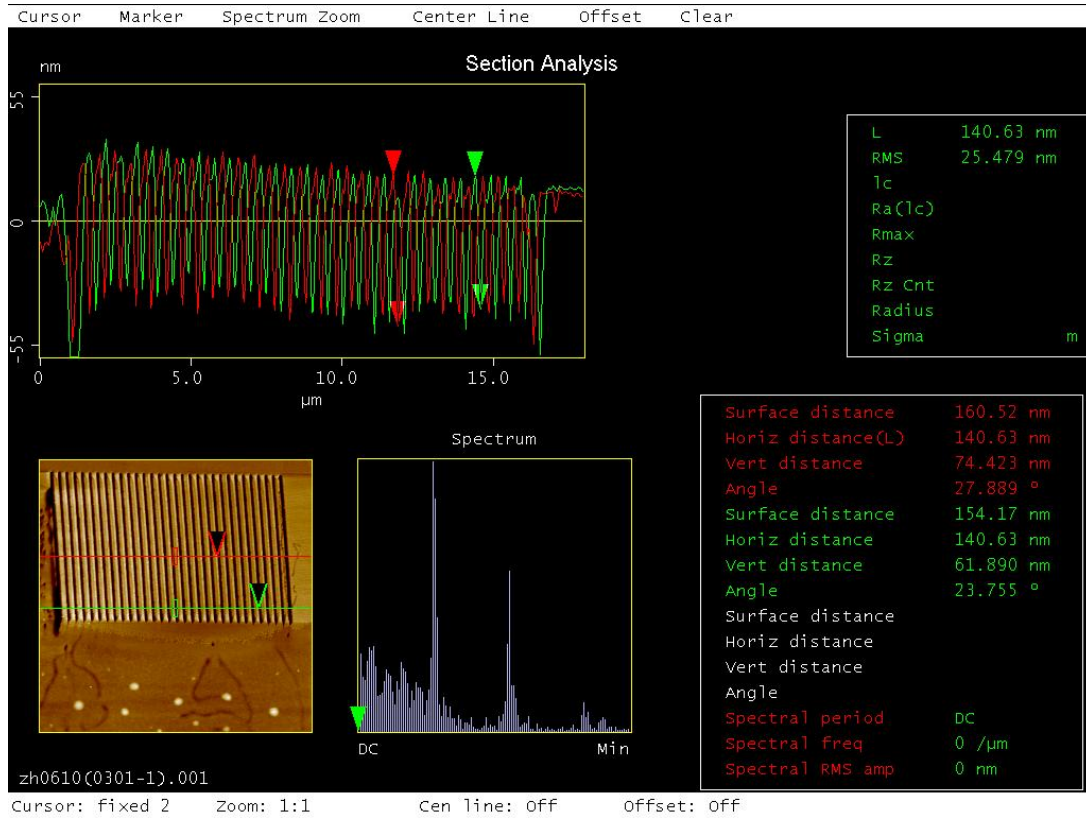 Cursor Marker Spectrum Zoom Center Line Offset Clear
Section Analysis
nm
55
0
-55
0 5.0 10.0 15.0
µm
L 140.63 nm
RMS 25.479 nm
lc
Ra(lc)
Rmax
Rz
Rz Cnt
Radius
Sigma m
Spectrum
DC Min
Surface distance 160.52 nm
Horiz distance(L) 140.63 nm
Vert distance 74.423 nm
Angle 27.889 °
Surface distance 154.17 nm
Horiz distance 140.63 nm
Vert distance 61.890 nm
Angle 23.755 °
Surface distance
Horiz distance
Vert distance
Angle
Spectral period DC
Spectral freq 0 /µm
Spectral RMS amp 0 nm
zh0610(0301-1).001
Cursor: fixed 2 Zoom: 1:1 Cen line: Off Offset: Off